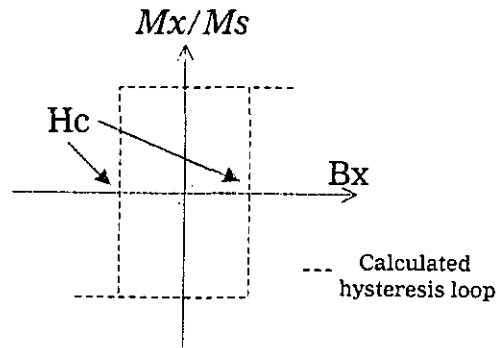 Mx/Ms
Hc
Bx
--- Calculated
hysteresis loop